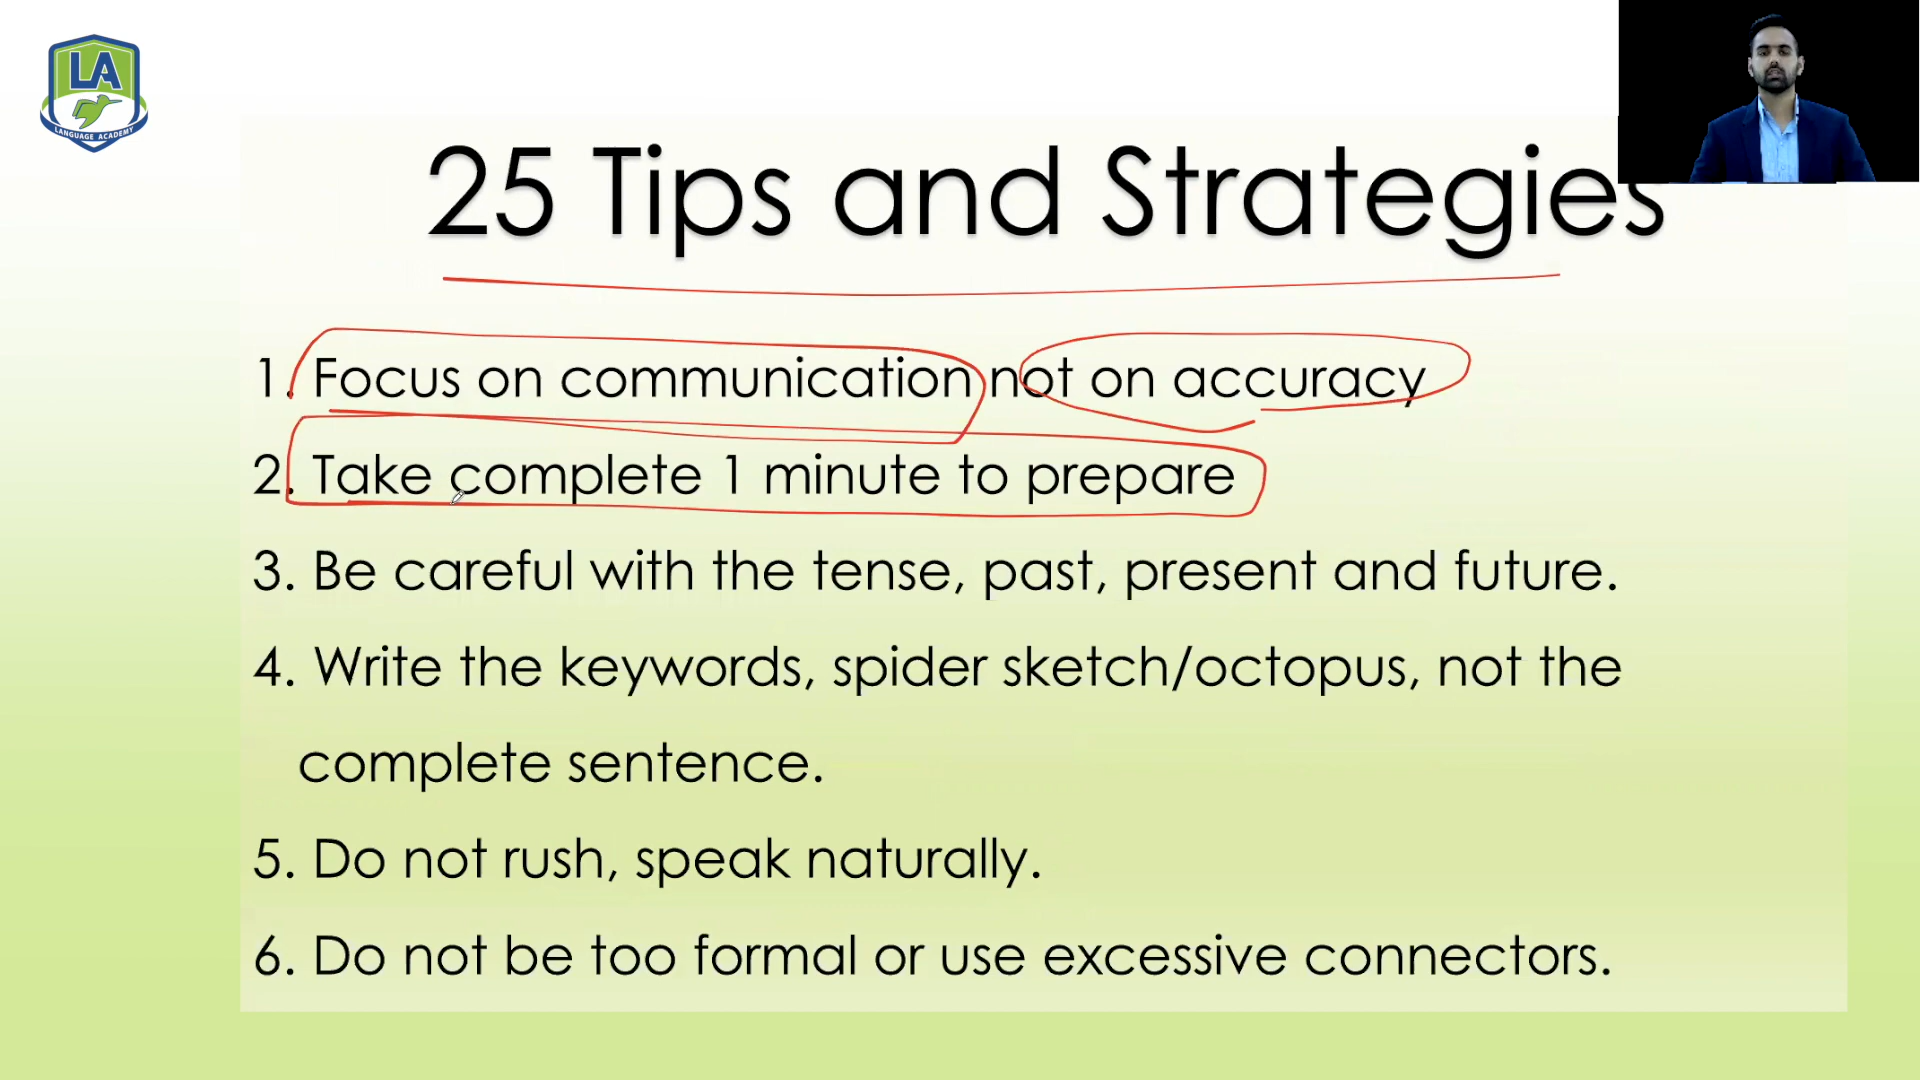 LA
LANGUAGE ACADEMY
25 Tips and Strategies
1. Focus on communication not on accuracy
2. Take complete 1 minute to prepare
3. Be careful with the tense, past, present and future.
4. Write the keywords, spider sketch/octopus, not the
complete sentence.
5. Do not rush, speak naturally.
6. Do not be too formal or use excessive connectors.